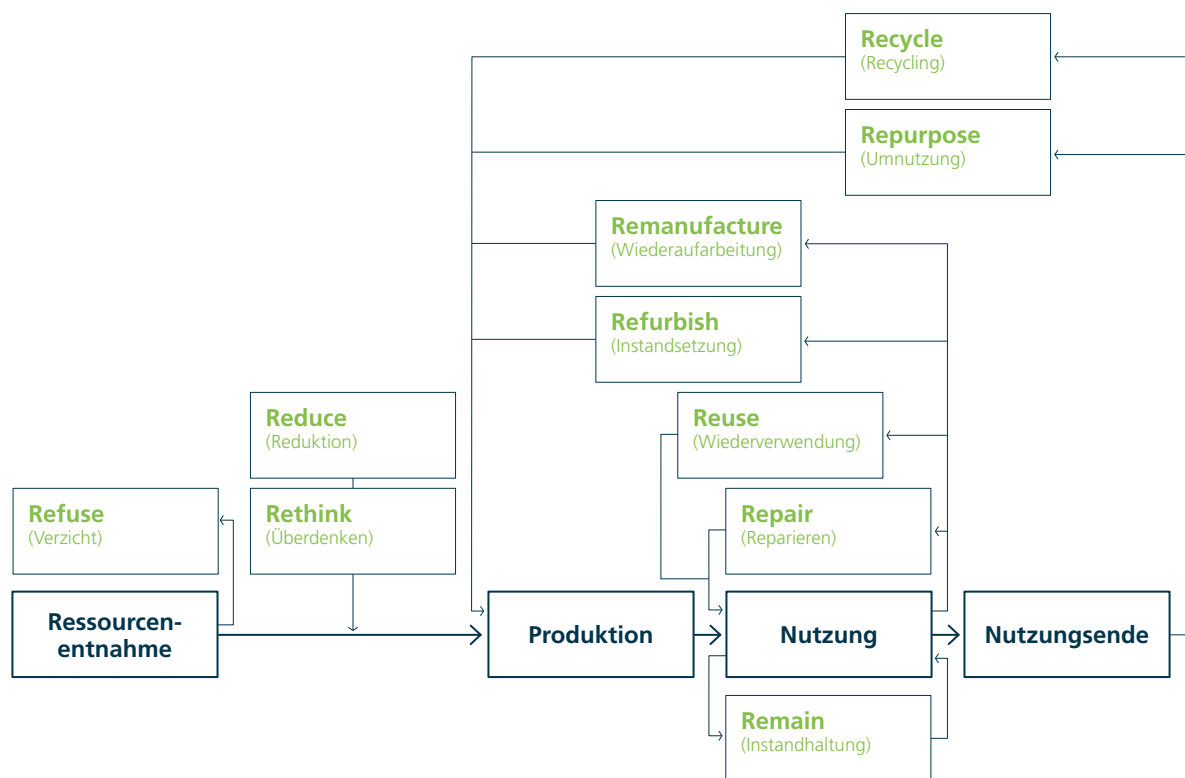 Recycle
(Recycling)
Repurpose
(Umnutzung)
Remanufacture
(Wiederaufarbeitung)
Refurbish
(Instandsetzung)
Reduce
(Reduktion)
Reuse
(Wiederverwendung)
Refuse
(Verzicht)
Rethink
(Überdenken)
Repair
(Reparieren)
Ressourcen-
entnahme
Produktion
Nutzung
Nutzungsende
Remain
(Instandhaltung)